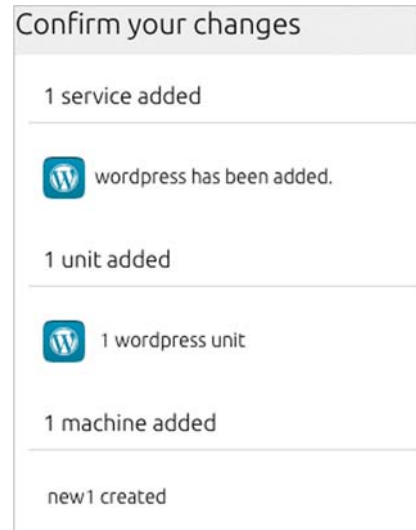 Confirm your changes
1 service added
wordpress has been added.
1 unit added
1 wordpress unit
1 machine added
new1 created